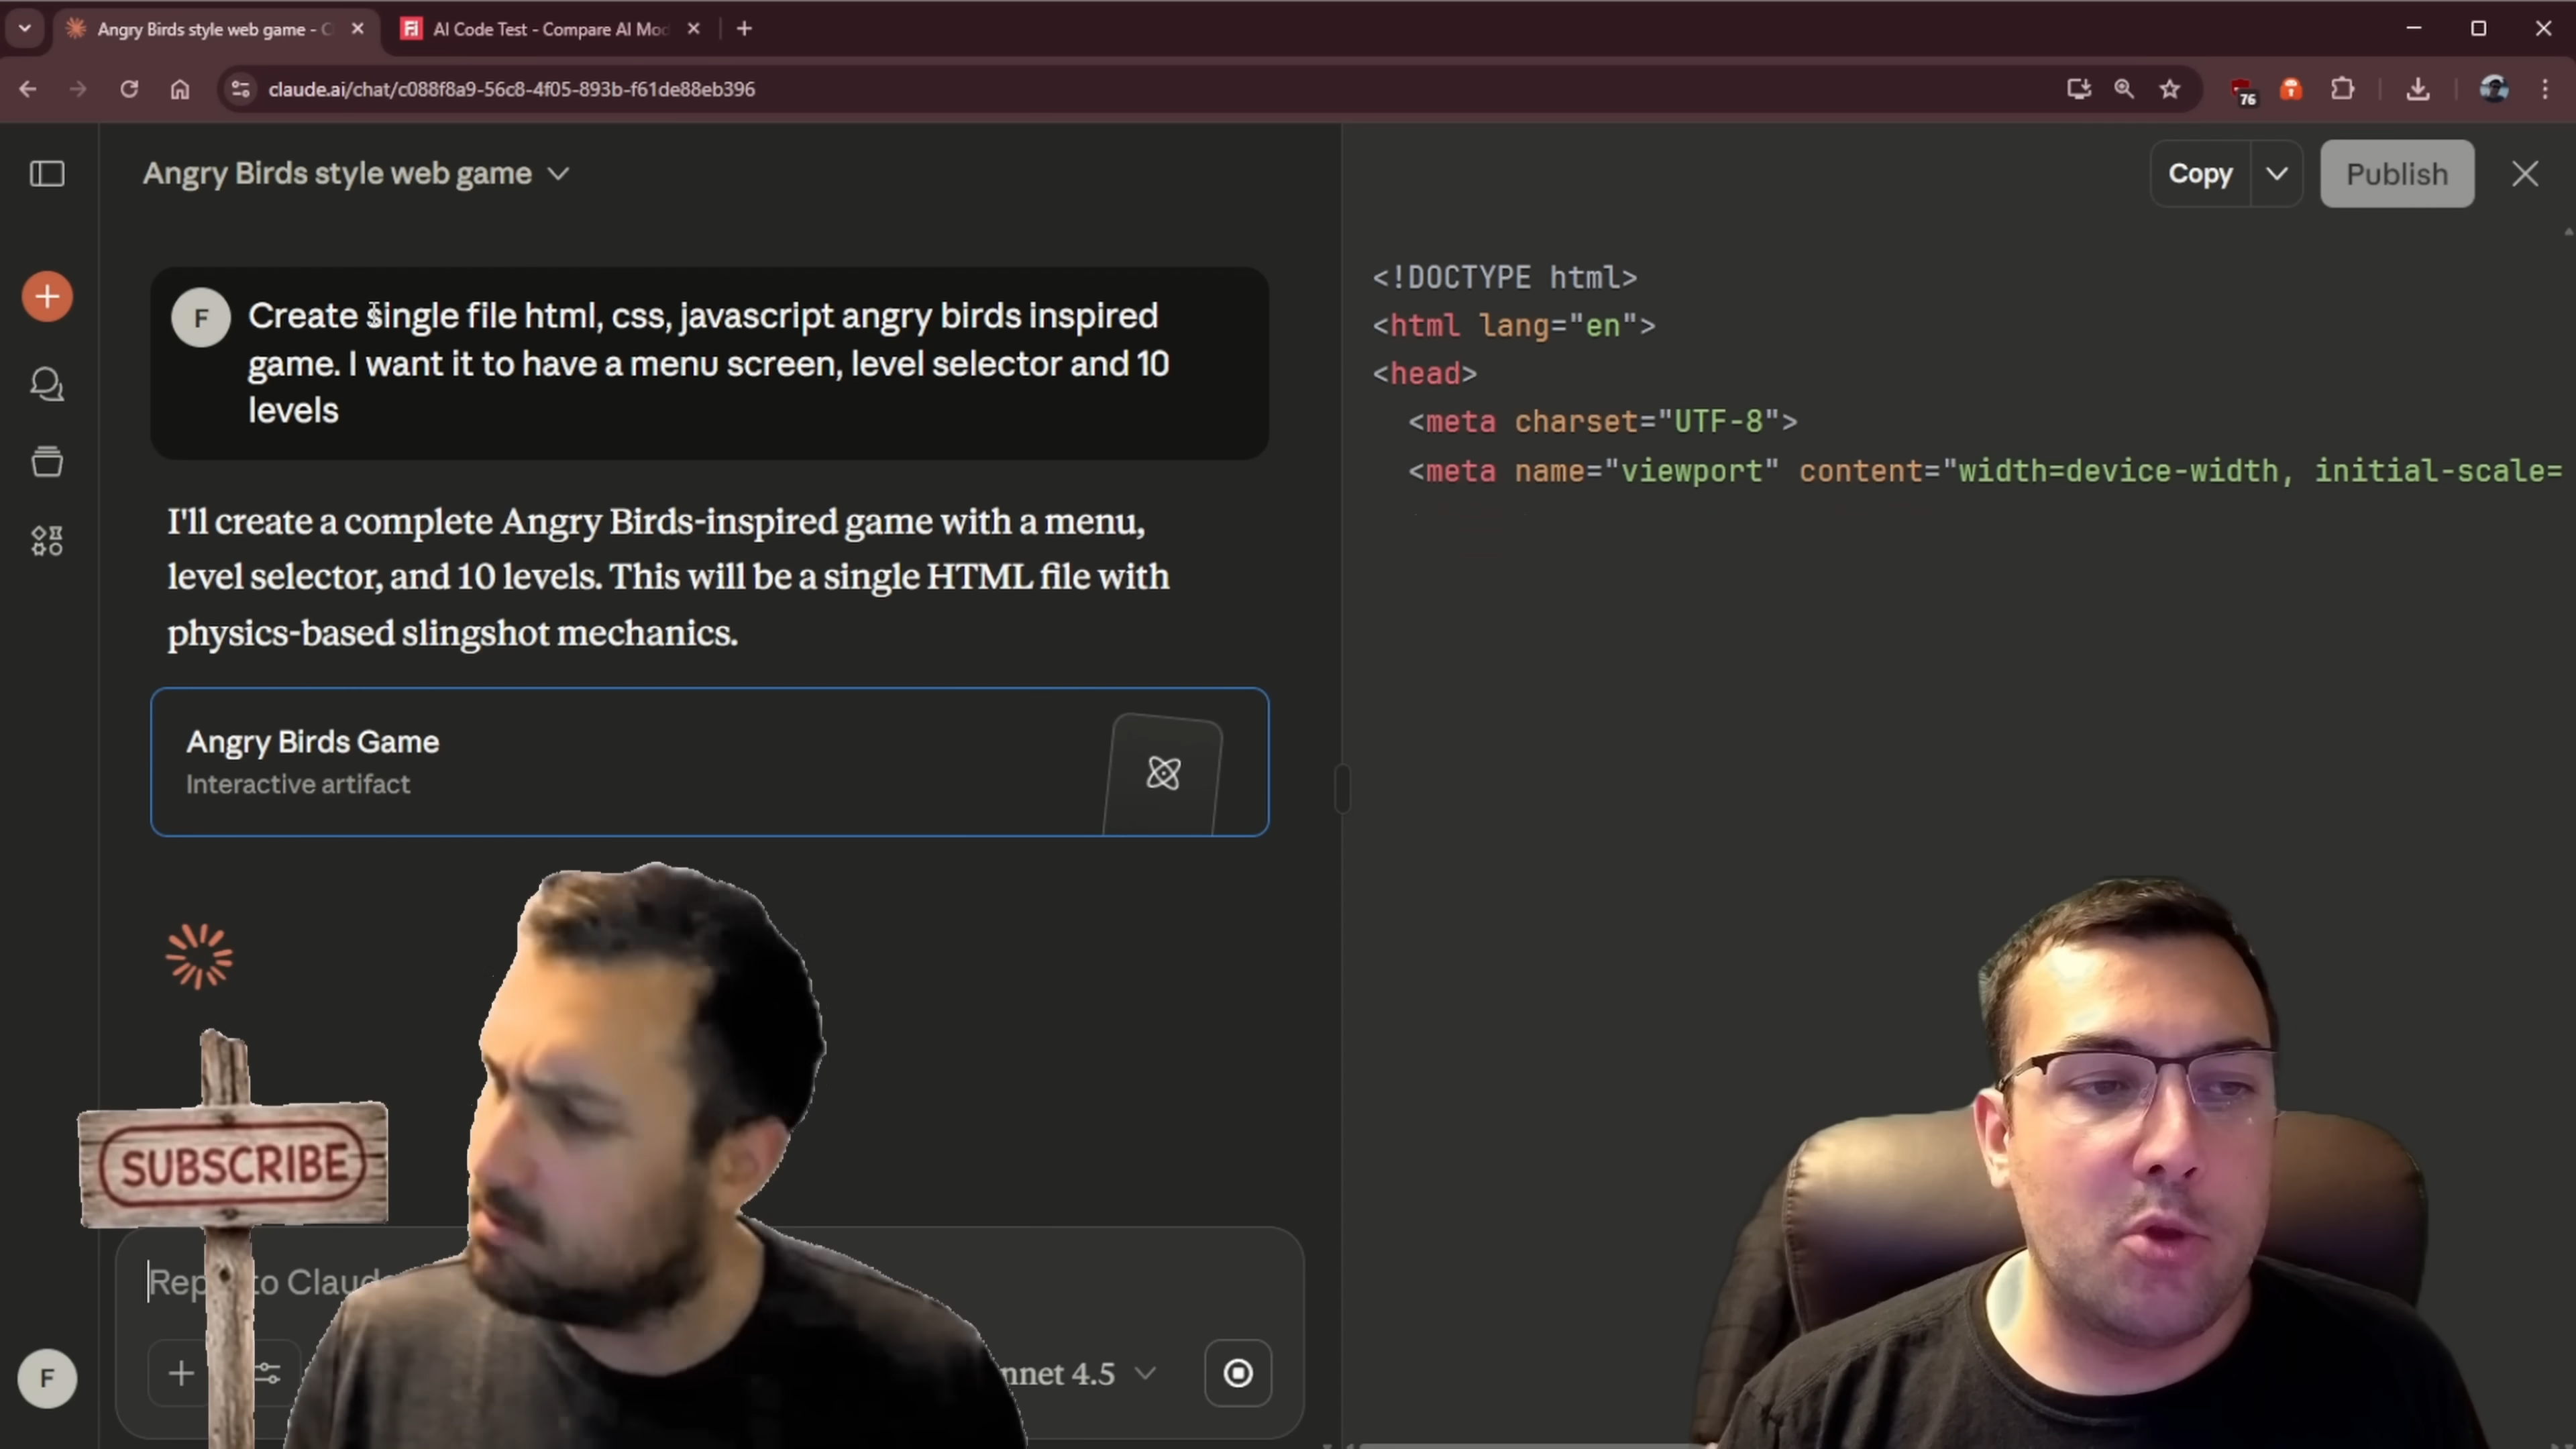 Angry Birds style web game - C
AI Code Test - Compare AI Mod
claude.ai/chat/c088f8a9-56c8-4f05-893b-f61de88eb396
76
Angry Birds style web game
Copy
Publish
F
Create single file html, css, javascript angry birds inspired
game. I want it to have a menu screen, level selector and 10
levels
I'll create a complete Angry Birds-inspired game with a menu,
level selector, and 10 levels. This will be a single HTML file with
physics-based slingshot mechanics.
Angry Birds Game
Interactive artifact
<!DOCTYPE html>
<html lang="en">
<head>
<meta charset="UTF-8">
<meta name="viewport" content="width=device-width, initial-scale=
SUBSCRIBE
to
nnet 4.5
F